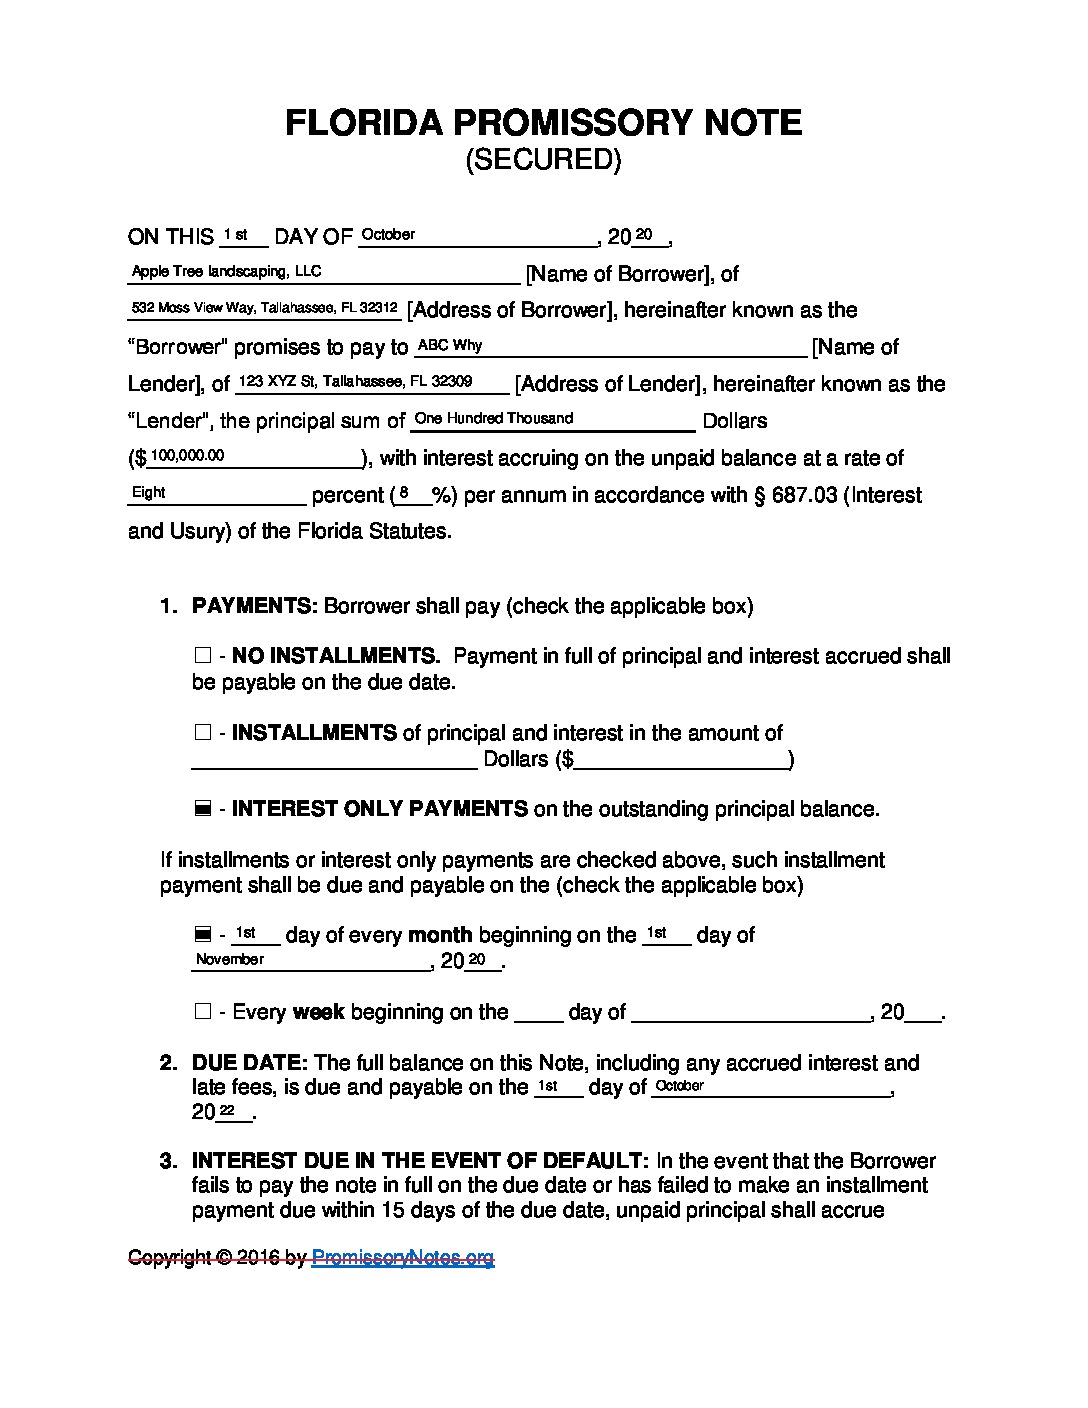 FLORIDA PROMISSORY NOTE
(SECURED)
ON THIS 1 st DAY OF October, 20 20,
Apple Tree landscaping, LLC [Name of Borrower], of
532 Moss View Way, Tallahassee, FL 32312 [Address of Borrower], hereinafter known as the
“Borrower" promises to pay to ABC Why [Name of
Lender], of 123 XYZ St, Tallahassee, FL 32309 [Address of Lender], hereinafter known as the
“Lender", the principal sum of One Hundred Thousand Dollars
($100,000.00), with interest accruing on the unpaid balance at a rate of
Eight percent (8%) per annum in accordance with § 687.03 (Interest
and Usury) of the Florida Statutes.
1. PAYMENTS: Borrower shall pay (check the applicable box)
☐ - NO INSTALLMENTS. Payment in full of principal and interest accrued shall
be payable on the due date.
☐ - INSTALLMENTS of principal and interest in the amount of
__________ Dollars ($__________)
■ - INTEREST ONLY PAYMENTS on the outstanding principal balance.
If installments or interest only payments are checked above, such installment
payment shall be due and payable on the (check the applicable box)
■ - 1st day of every month beginning on the 1st day of
November, 20 20.
☐ - Every week beginning on the ____ day of __________, 20___.
2. DUE DATE: The full balance on this Note, including any accrued interest and
late fees, is due and payable on the 1st day of October,
20 22.
3. INTEREST DUE IN THE EVENT OF DEFAULT: In the event that the Borrower
fails to pay the note in full on the due date or has failed to make an installment
payment due within 15 days of the due date, unpaid principal shall accrue
Copyright © 2016 by PromissoryNotes.org